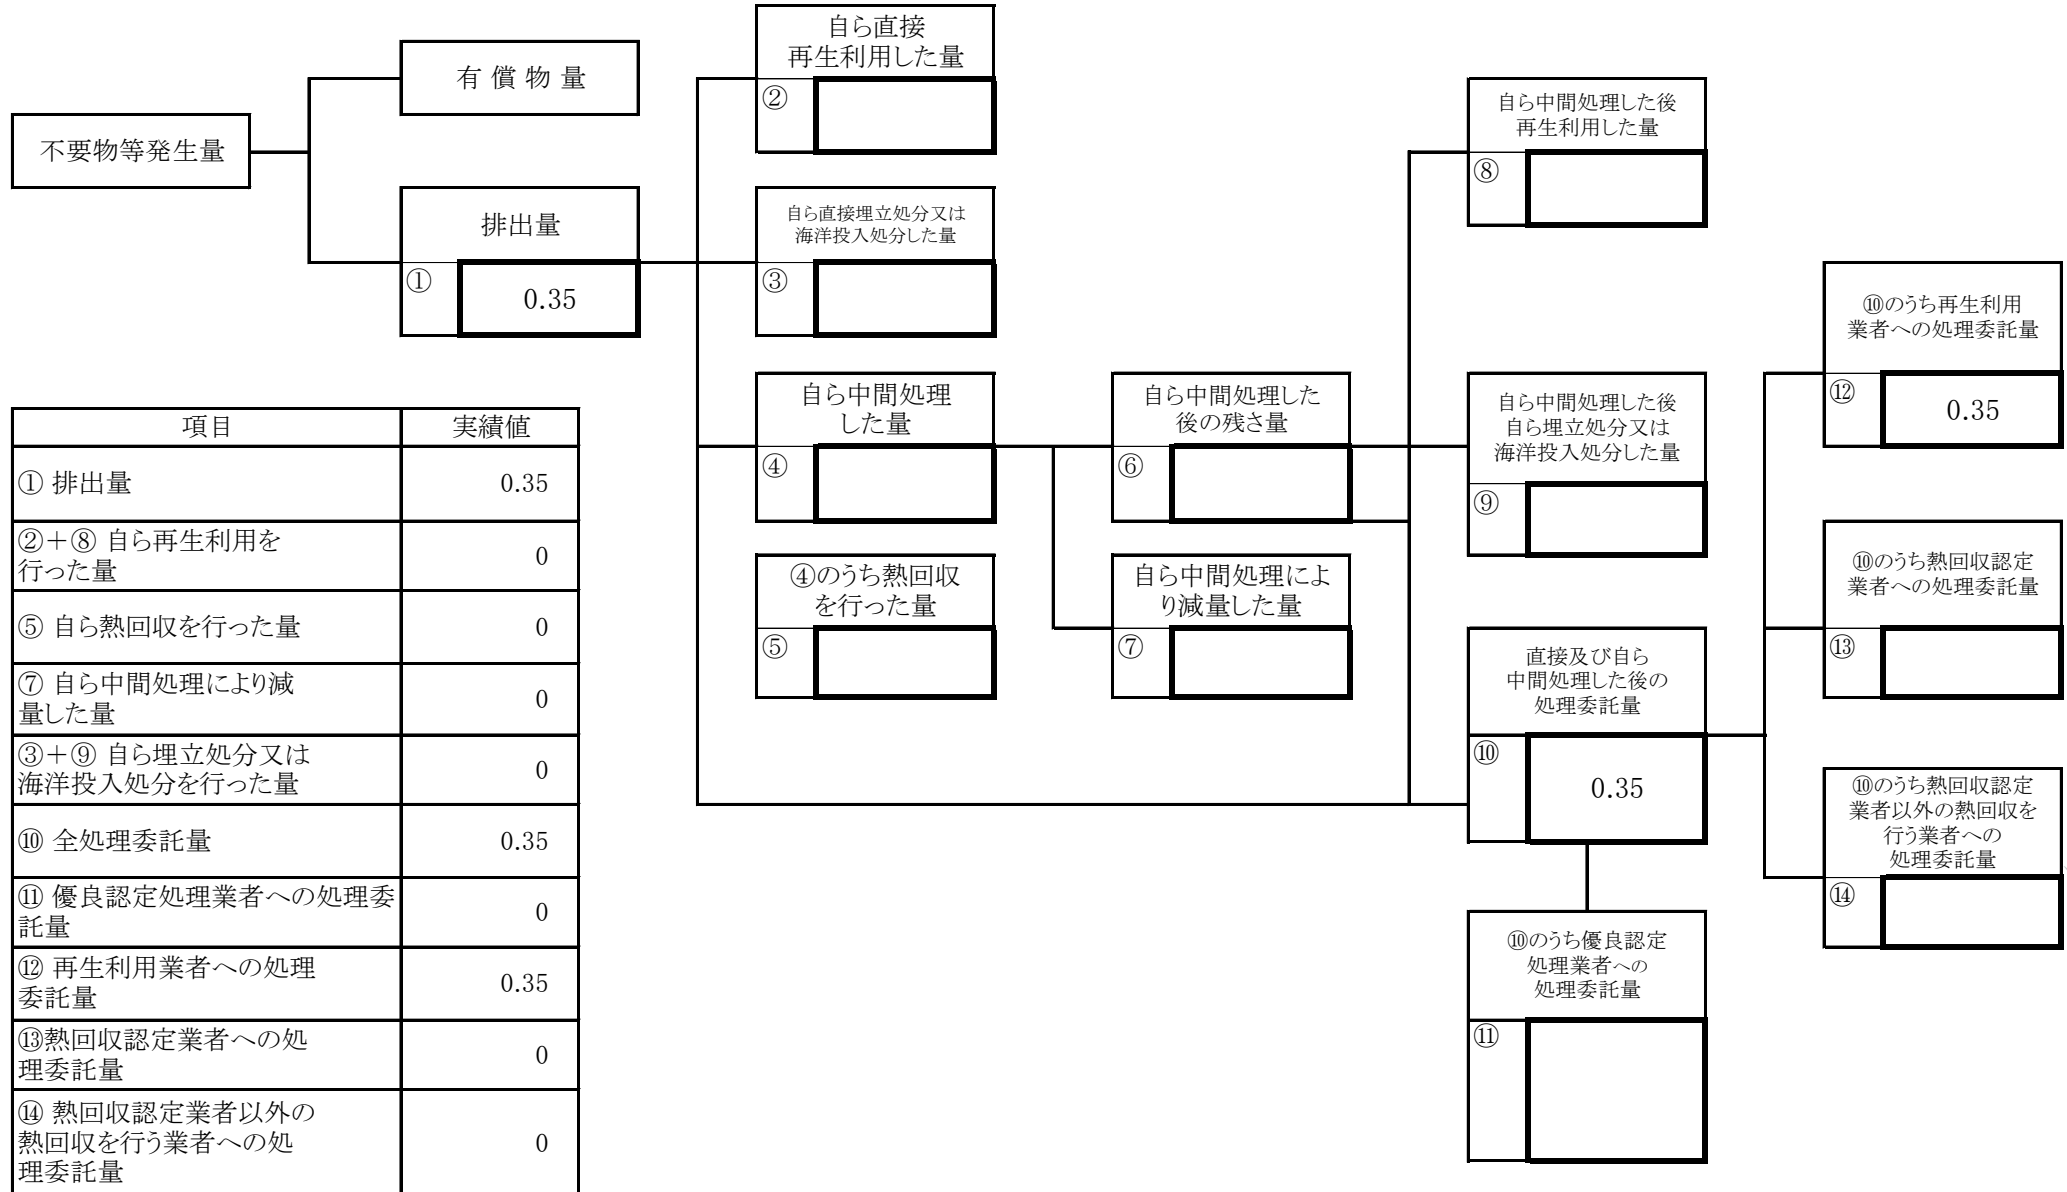 自ら直接
再生利用した量
②
有 償 物 量
不要物等発生量
排出量
①
0.35
自ら直接埋立処分又は
海洋投入処分した量
③
自ら中間処理した後
再生利用した量
⑧
⑩のうち再生利用
業者への処理委託量
⑫
0.35
自ら中間処理
した量
④
自ら中間処理した
後の残さ量
⑥
自ら中間処理した後
自ら埋立処分又は
海洋投入処分した量
⑨
④のうち熱回収
を行った量
⑤
自ら中間処理によ
り減量した量
⑦
⑩のうち熱回収認定
業者への処理委託量
⑬
直接及び自ら
中間処理した後の
処理委託量
⑩
0.35
⑩のうち熱回収認定
業者以外の熱回収を
行う業者への
処理委託量
⑭
⑩のうち優良認定
処理業者への
処理委託量
⑪
項目 実績値
① 排出量 0.35
②＋⑧ 自ら再生利用を
行った量 0
⑤ 自ら熱回収を行った量 0
⑦ 自ら中間処理により減
量した量 0
③＋⑨ 自ら埋立処分又は
海洋投入処分を行った量 0
⑩ 全処理委託量 0.35
⑪ 優良認定処理業者への処理委
託量 0
⑫ 再生利用業者への処理
委託量 0.35
⑬熱回収認定業者への処
理委託量 0
⑭ 熱回収認定業者以外の
熱回収を行う業者への処
理委託量 0